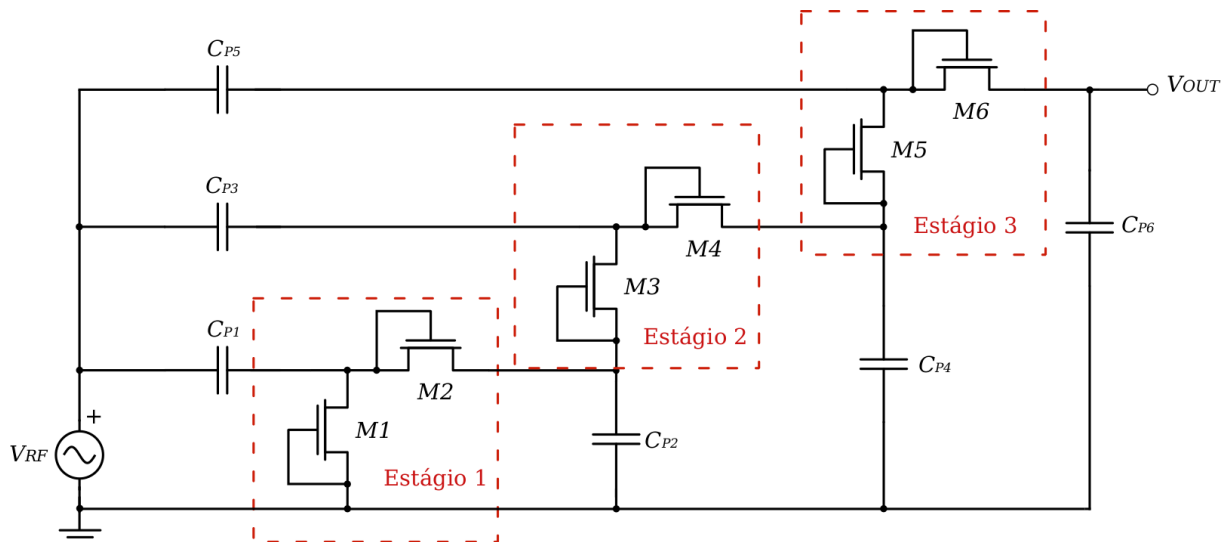 CP5
VOUT
M6
M5
CP3
Estágio 3
CP6
M4
M3
CP1
Estágio 2
CP4
M2
M1
CP2
+
VRF
Estágio 1